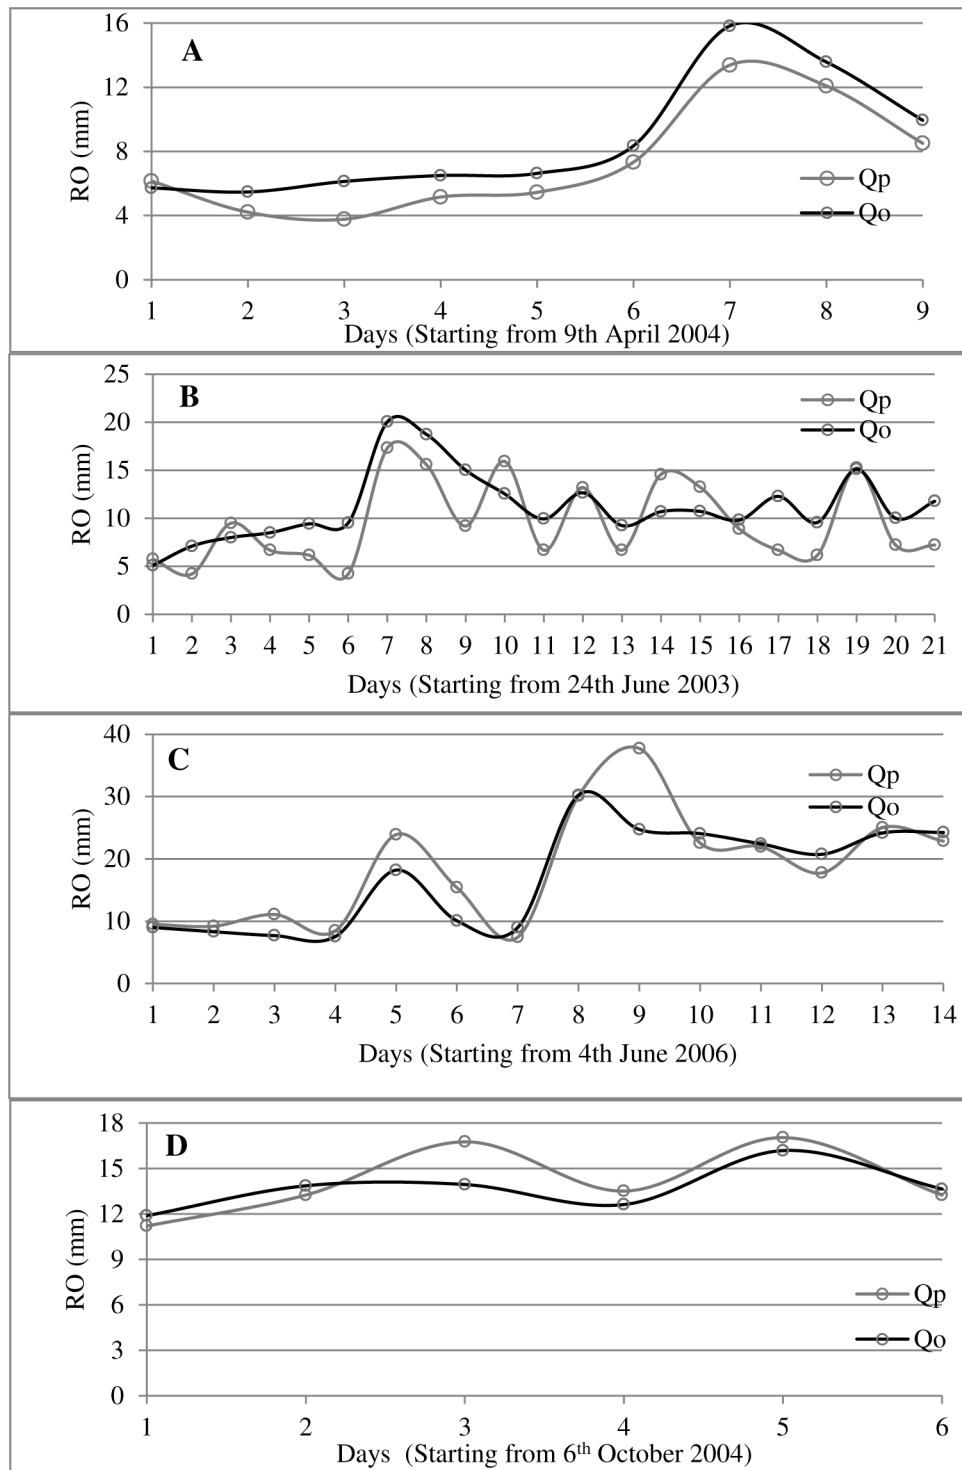 A
RO (mm)
16
12
8
4
0
Qp
Qo
1 2 3 4 5 6 7 8 9
Days (Starting from 9th April 2004)
B
RO (mm)
25
20
15
10
5
0
Qp
Qo
1 2 3 4 5 6 7 8 9 10 11 12 13 14 15 16 17 18 19 20 21
Days (Starting from 24th June 2003)
C
RO (mm)
40
30
20
10
0
Qp
Qo
1 2 3 4 5 6 7 8 9 10 11 12 13 14
Days (Starting from 4th June 2006)
D
RO (mm)
18
15
12
9
6
3
0
Qp
Qo
1 2 3 4 5 6
Days (Starting from 6th October 2004)